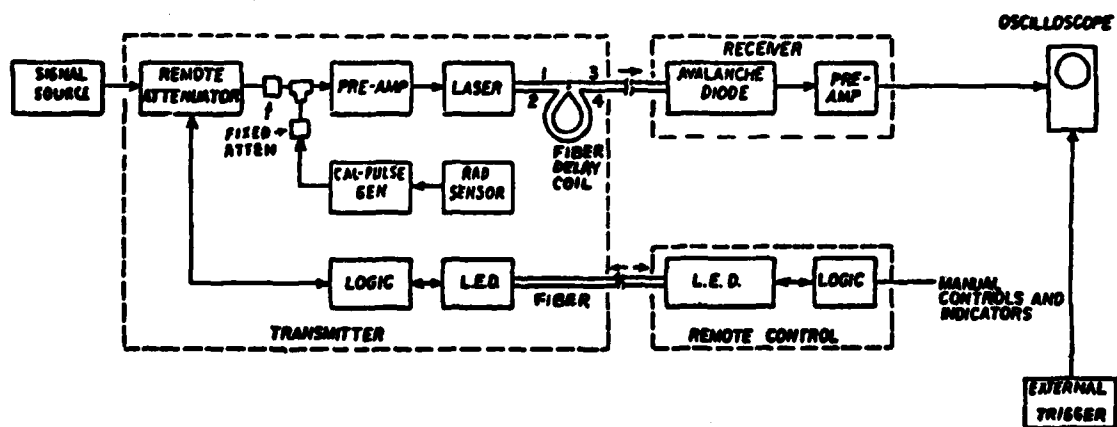 OSCILLOSCOPE
SIGNAL
SOURCE
REMOTE
ATTENUATOR
PRE-AMP
LASER
1
2
3
4
RECEIVER
AVALANCHE
DIODE
PRE-
AMP
FIXED
ATTEN
FIBER
DELAY
COIL
CAL-PULSE
GEN
RAD
SENSOR
LOGIC
L.E.D.
FIBER
TRANSMITTER
L.E.D.
LOGIC
REMOTE CONTROL
MANUAL
CONTROLS AND
INDICATORS
EXTERNAL
TRIGGER